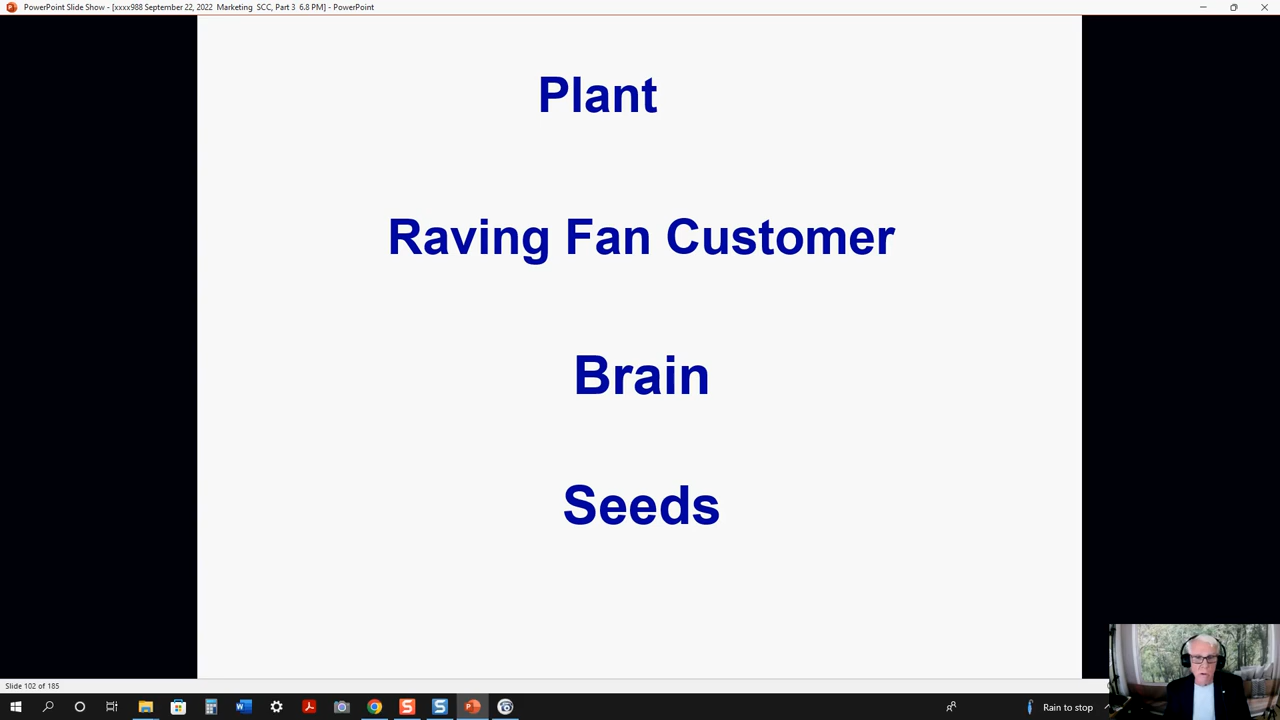 PowerPoint Slide Show - [xxxx988 September 22, 2022 Marketing SCC, Part 3 6.8 PM] - PowerPoint
Plant
Raving Fan Customer
Brain
Seeds
Slide 102 of 185
Rain to stop